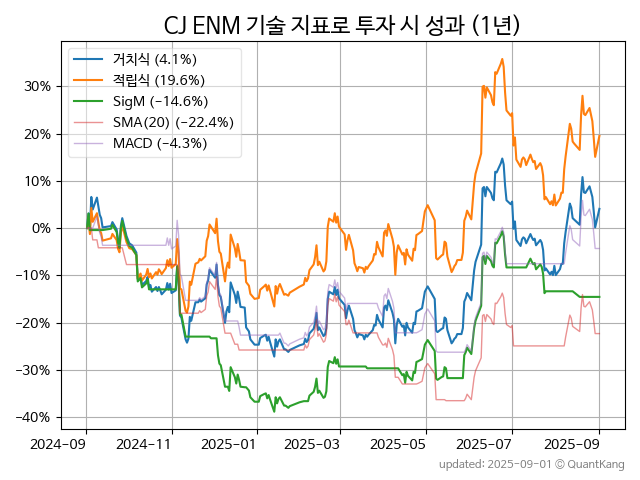 CJ ENM 기술 지표로 투자 시 성과 (1년)
거치식 (4.1%)
적립식 (19.6%)
SigM (−14.6%)
SMA(20) (−22.4%)
MACD (−4.3%)
30%
20%
10%
0%
−10%
−20%
−30%
−40%
2024-09 2024-11 2025-01 2025-03 2025-05 2025-07 2025-09
updated: 2025-09-01 © QuantKang